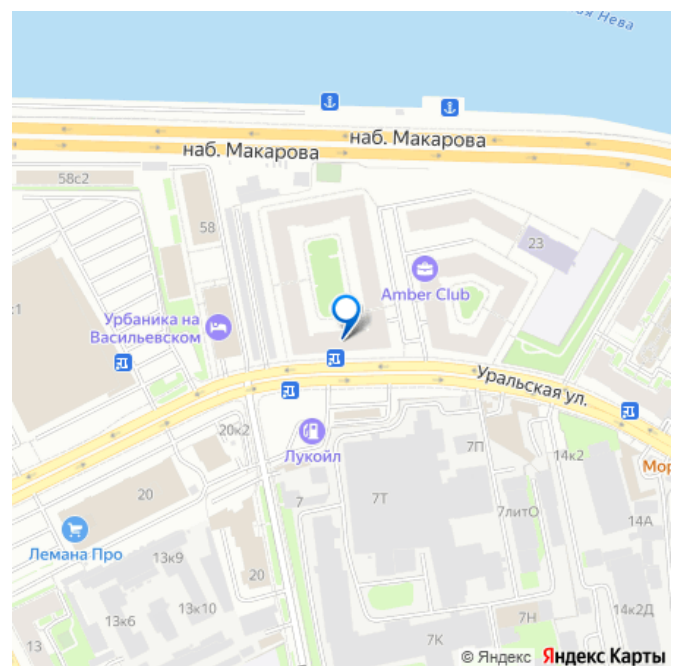 ая Нева
наб. Макарова
наб. Макарова
58с2
58
23
Amber Club
к1
Урбаника на
Васильевском
Уральская ул.
20к2
Лукойл
7П
14к2
Мор
20
7
7Т
7литО
14А
Лемана Про
13к9
20
13к10
13к6
7Н
14к2Д
13
7К
© Яндекс Яндекс Карты